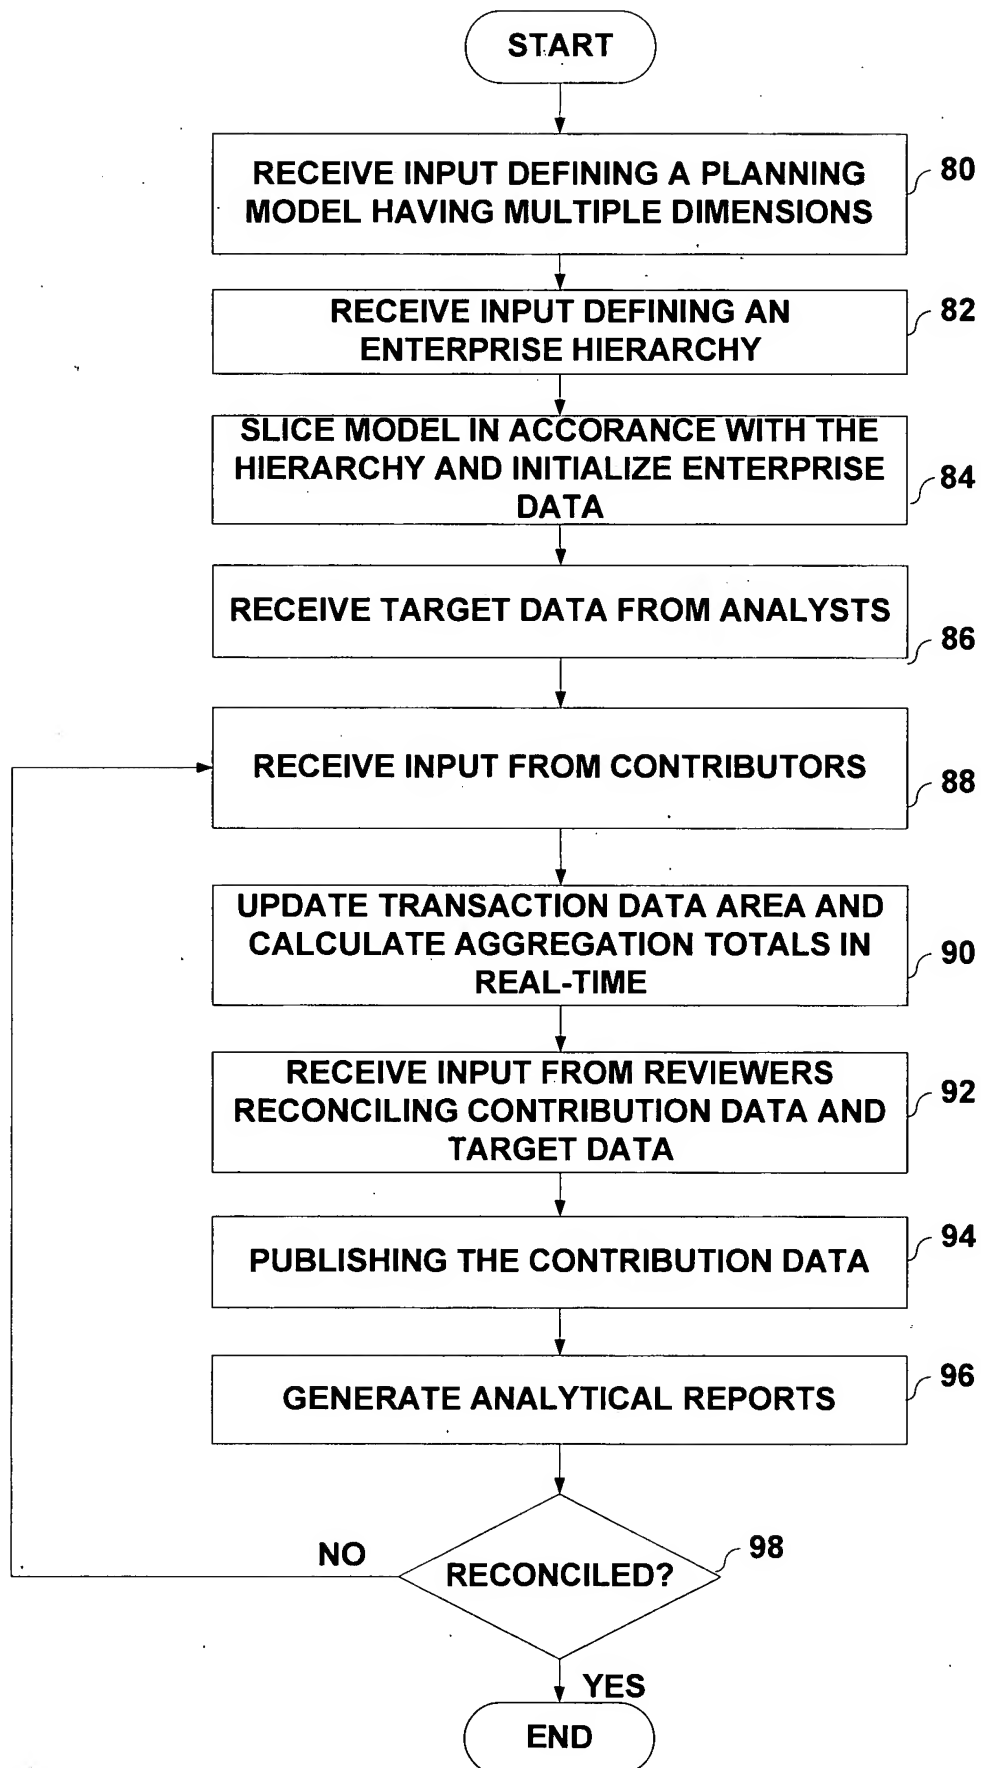 START
RECEIVE INPUT DEFINING A PLANNING
MODEL HAVING MULTIPLE DIMENSIONS
80
RECEIVE INPUT DEFINING AN
ENTERPRISE HIERARCHY
82
SLICE MODEL IN ACCORANCE WITH THE
HIERARCHY AND INITIALIZE ENTERPRISE
DATA
84
RECEIVE TARGET DATA FROM ANALYSTS
86
RECEIVE INPUT FROM CONTRIBUTORS
88
UPDATE TRANSACTION DATA AREA AND
CALCULATE AGGREGATION TOTALS IN
REAL-TIME
90
RECEIVE INPUT FROM REVIEWERS
RECONCILING CONTRIBUTION DATA AND
TARGET DATA
92
PUBLISHING THE CONTRIBUTION DATA
94
GENERATE ANALYTICAL REPORTS
96
NO
RECONCILED?
98
YES
END